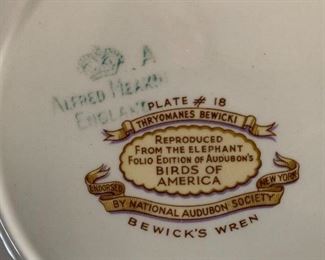 A
ALFRED MEAKIN
ENGLAND
PLATE # 18
THRYOMANES BEWICKI
REPRODUCED
FROM THE ELEPHANT
FOLIO EDITION OF AUDUBON'S
BIRDS OF
AMERICA
ENDORSED
BY NATIONAL AUDUBON SOCIETY
NEW YORK
BEWICK'S WREN